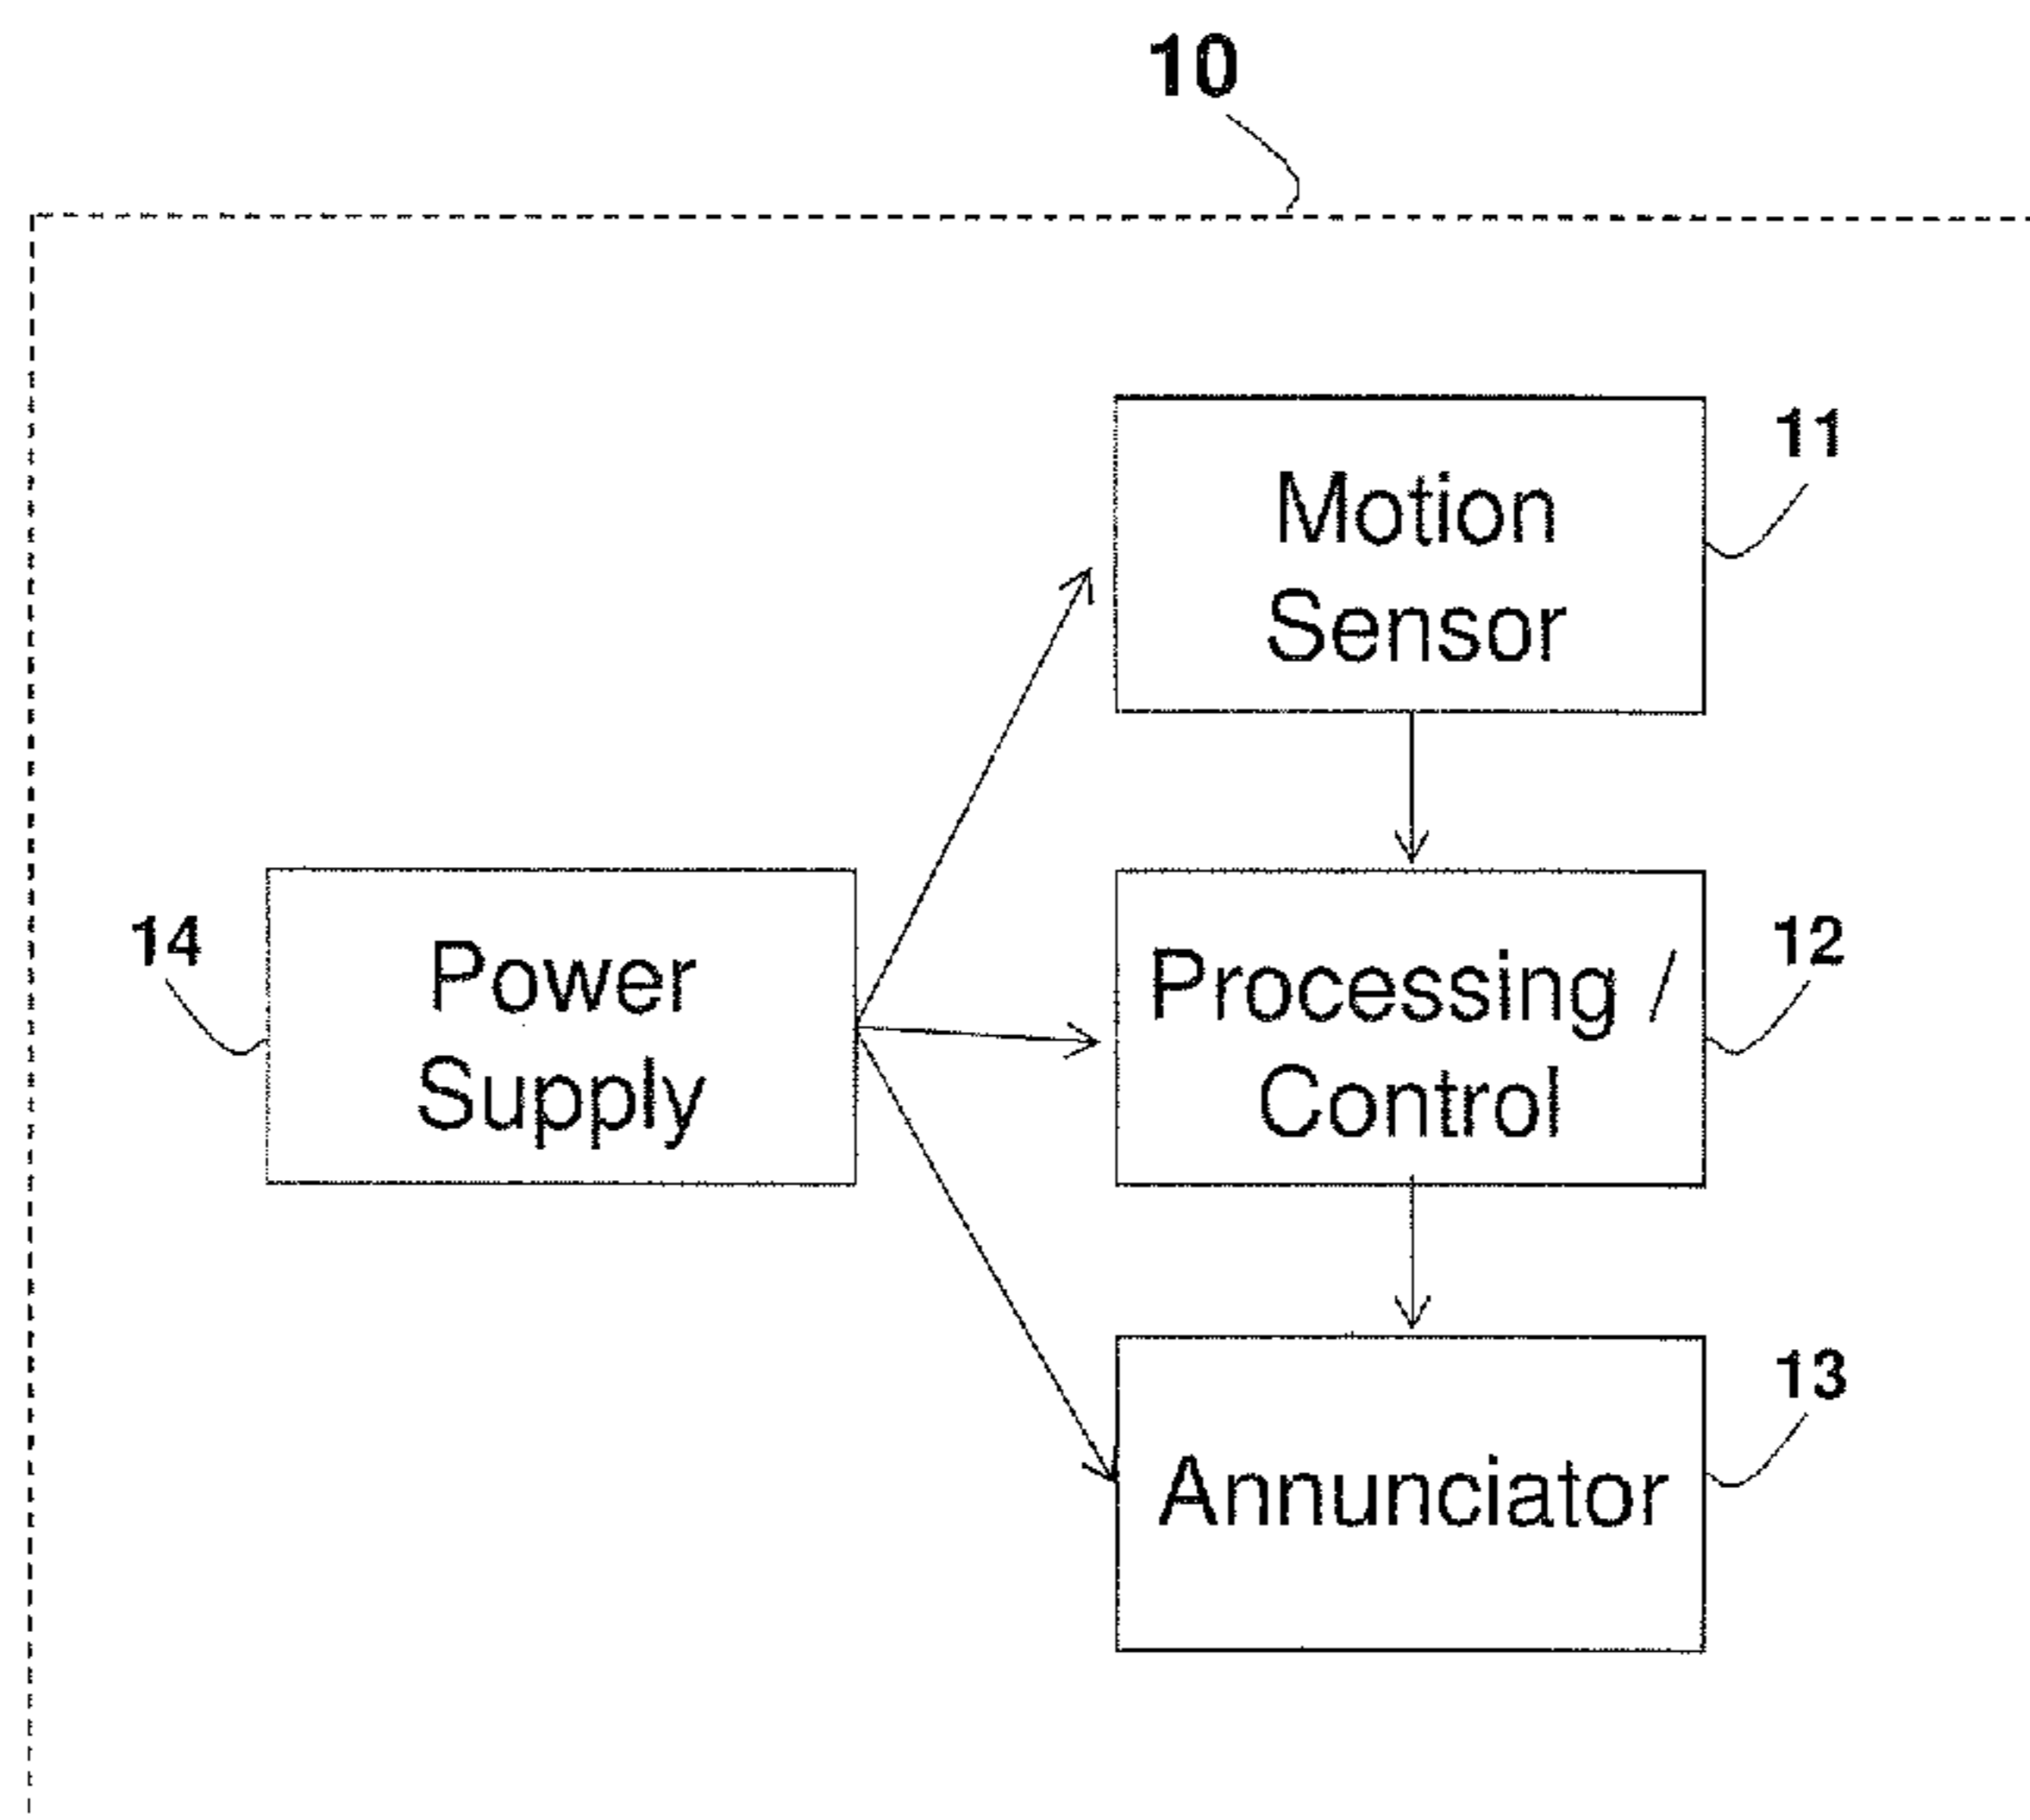 10
Motion
Sensor
11
Power
Supply
14
Processing /
Control
12
Annunciator
13